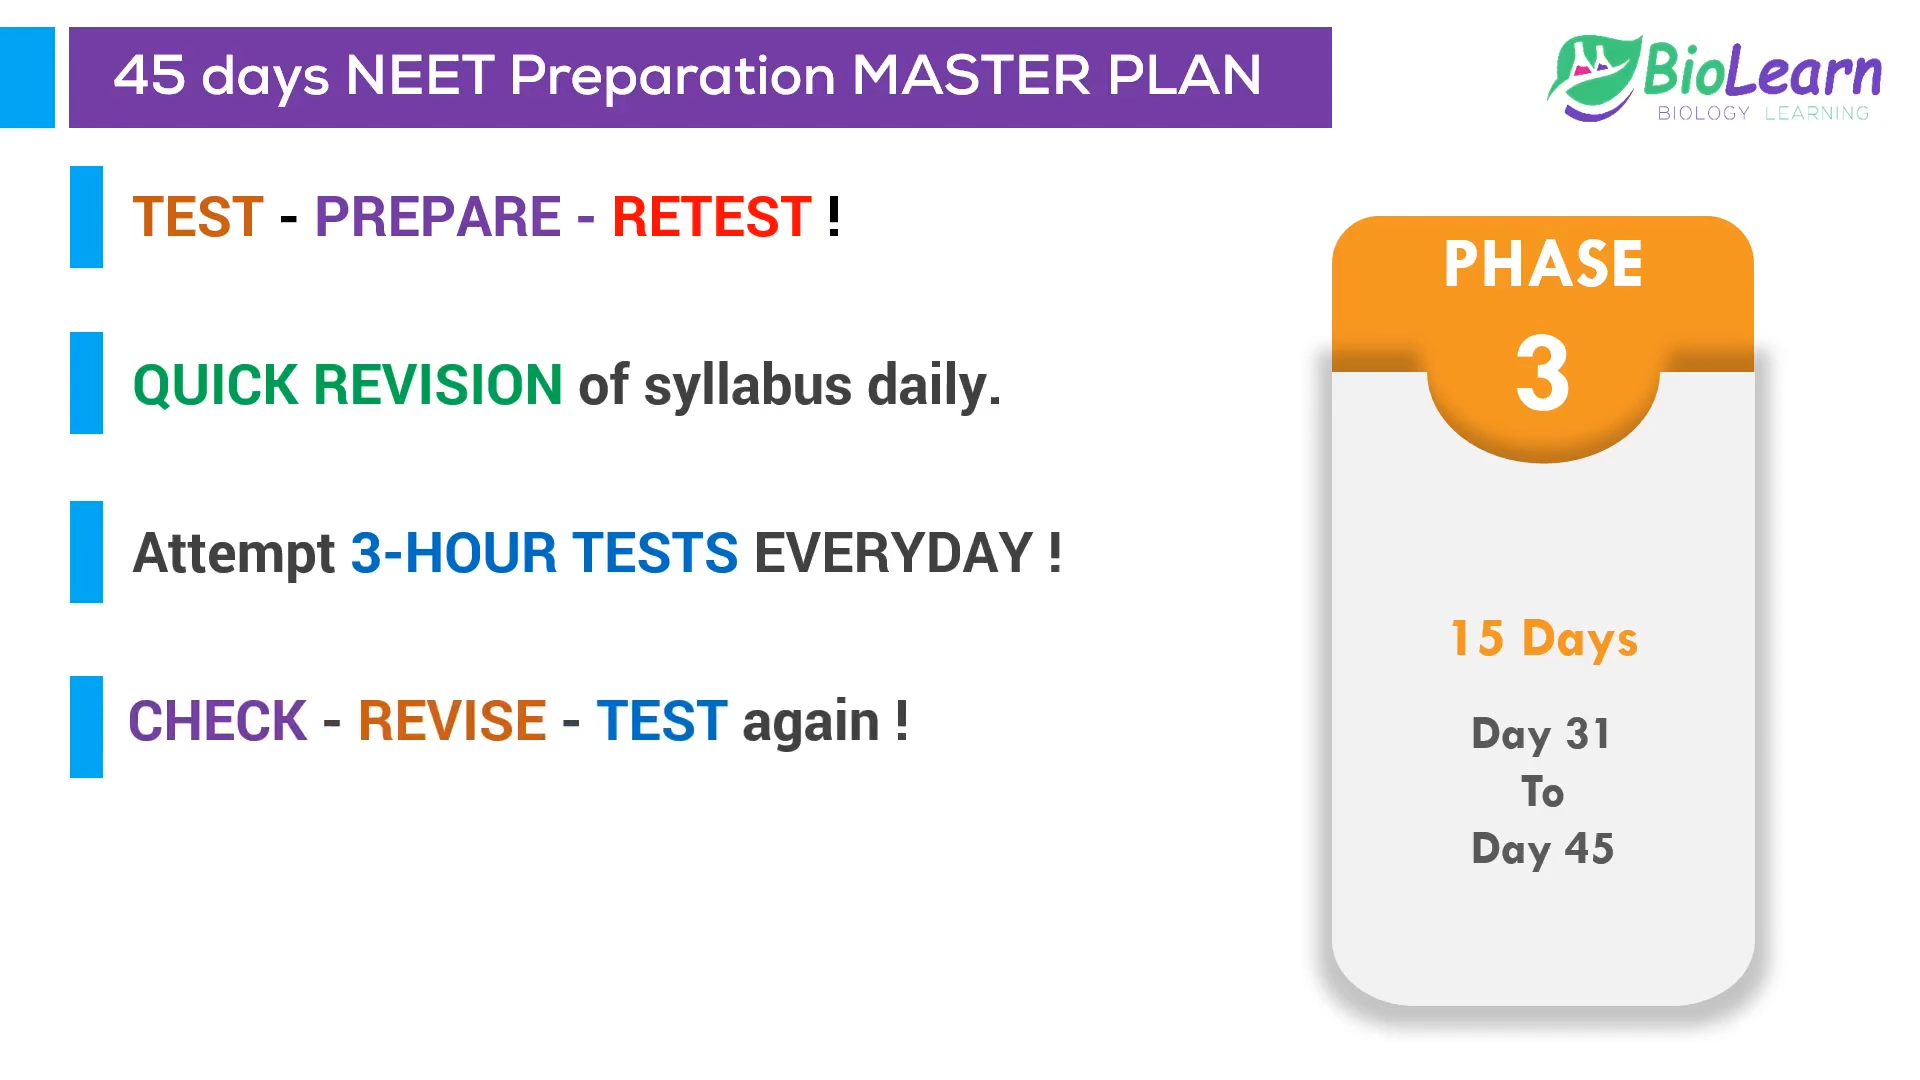 45 days NEET Preparation MASTER PLAN
BioLearn
BIOLOGY LEARNING
TEST - PREPARE - RETEST !
QUICK REVISION of syllabus daily.
Attempt 3-HOUR TESTS EVERYDAY !
CHECK - REVISE - TEST again !
PHASE
3
15 Days
Day 31
To
Day 45